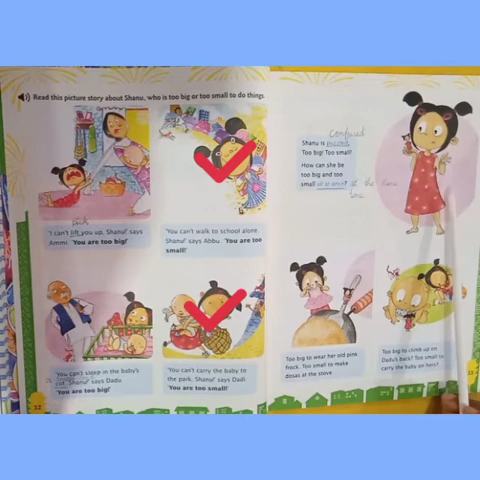 Read this picture story about Shanu, who is too big or too small to do things.
pick
"I can't lift you up, Shanu!' says
Ammi. 'You are too big!'
'You can't walk to school alone.
Shanu!' says Abbu. 'You are too
small!'
'You can't sleep in the baby's
cot, Shanu!' says Dadu
'You are too big!'
'You can't carry the baby to
the park, Shanu!' says Dadi
'You are too small!'
12
confused
Shanu is puzzled.
Too big! Too small!
How can she be
too big and too
small all at once? at the same
time
Too big to wear her old pink
frock. Too small to make
dosas at the stove
Too big to climb up on
Dadu's back? Too small to
carry the baby on hers?
13